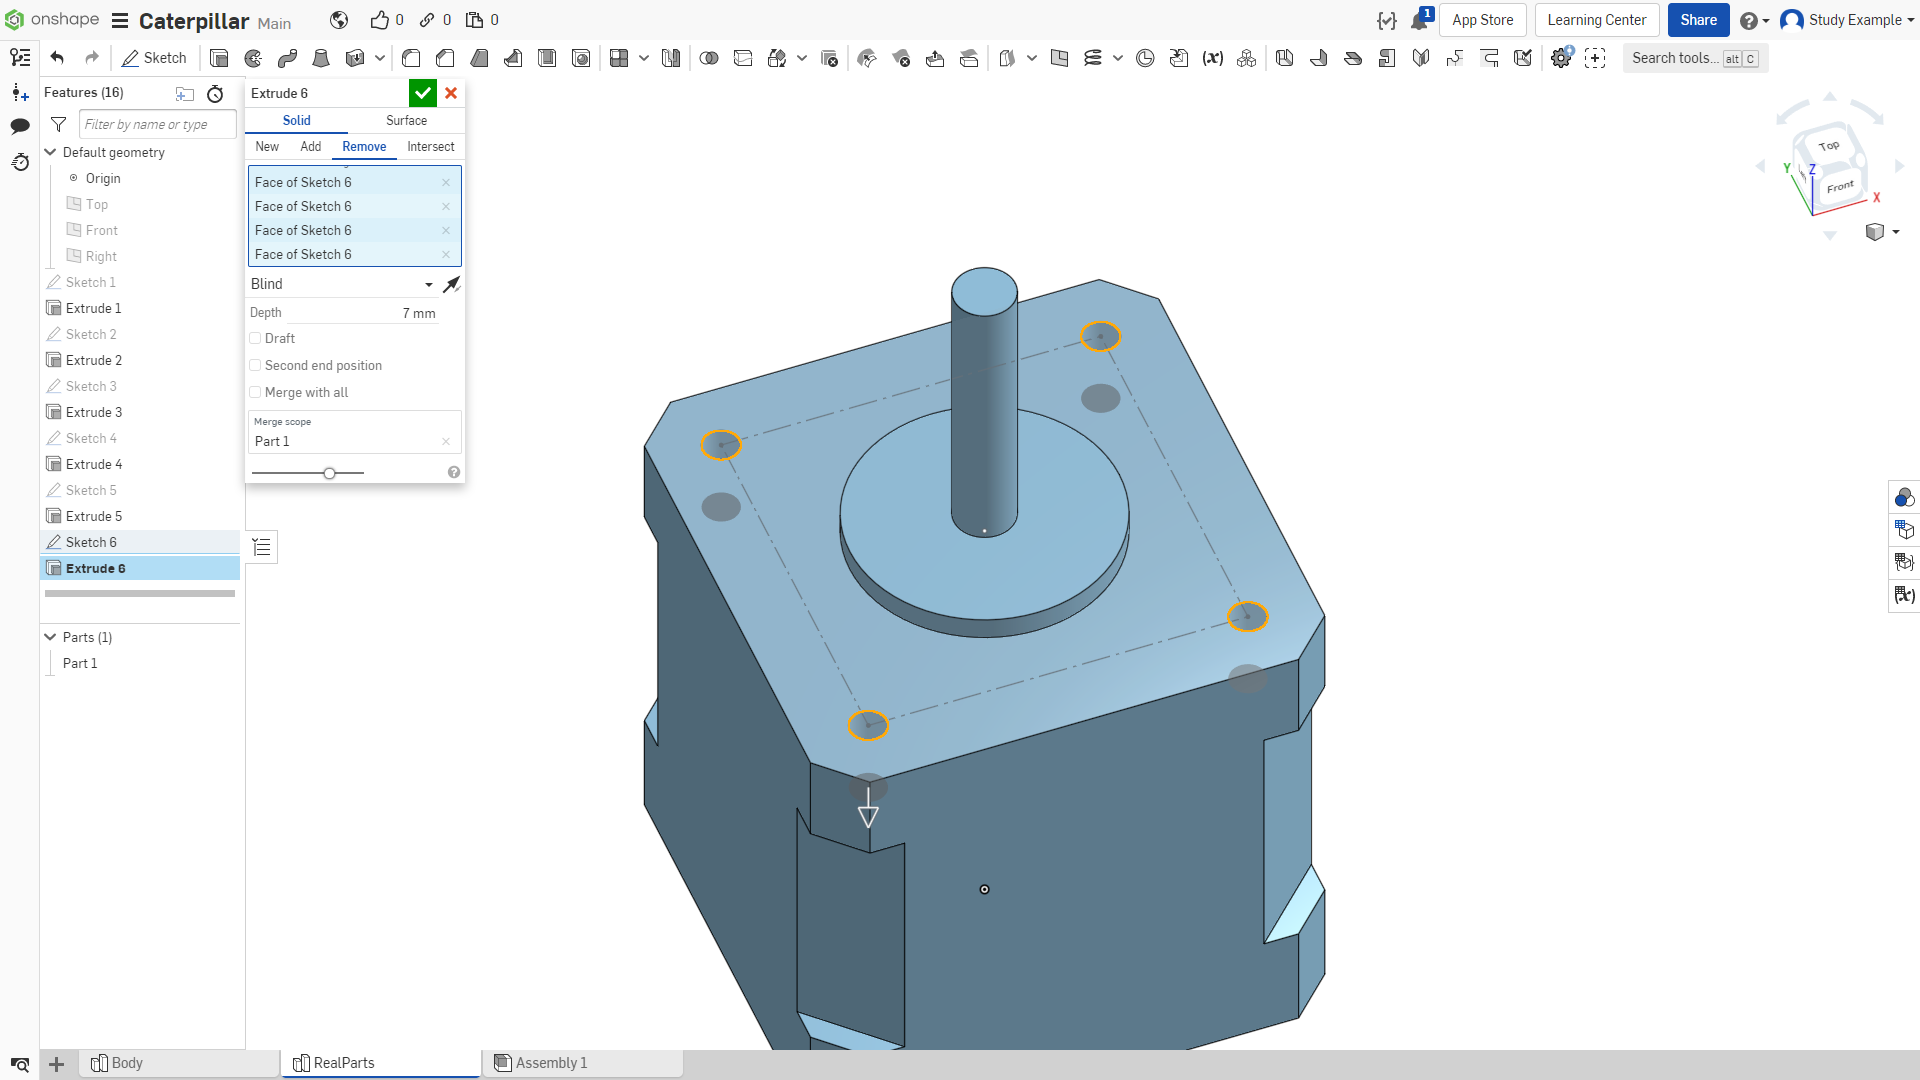 onshape Caterpillar Main 0 0 0 1 App Store Learning Center Share Study Example
Sketch Search tools... alt C
Features (16)
Filter by name or type
Default geometry
Origin
Top
Front
Right
Sketch 1
Extrude 1
Sketch 2
Extrude 2
Sketch 3
Extrude 3
Sketch 4
Extrude 4
Sketch 5
Extrude 5
Sketch 6
Extrude 6
Parts (1)
Part 1
Extrude 6
Solid Surface
New Add Remove Intersect
Face of Sketch 6
Face of Sketch 6
Face of Sketch 6
Face of Sketch 6
Blind
Depth 7 mm
Draft
Second end position
Merge with all
Merge scope
Part 1
Top
Front
Y Z X
Body RealParts Assembly 1